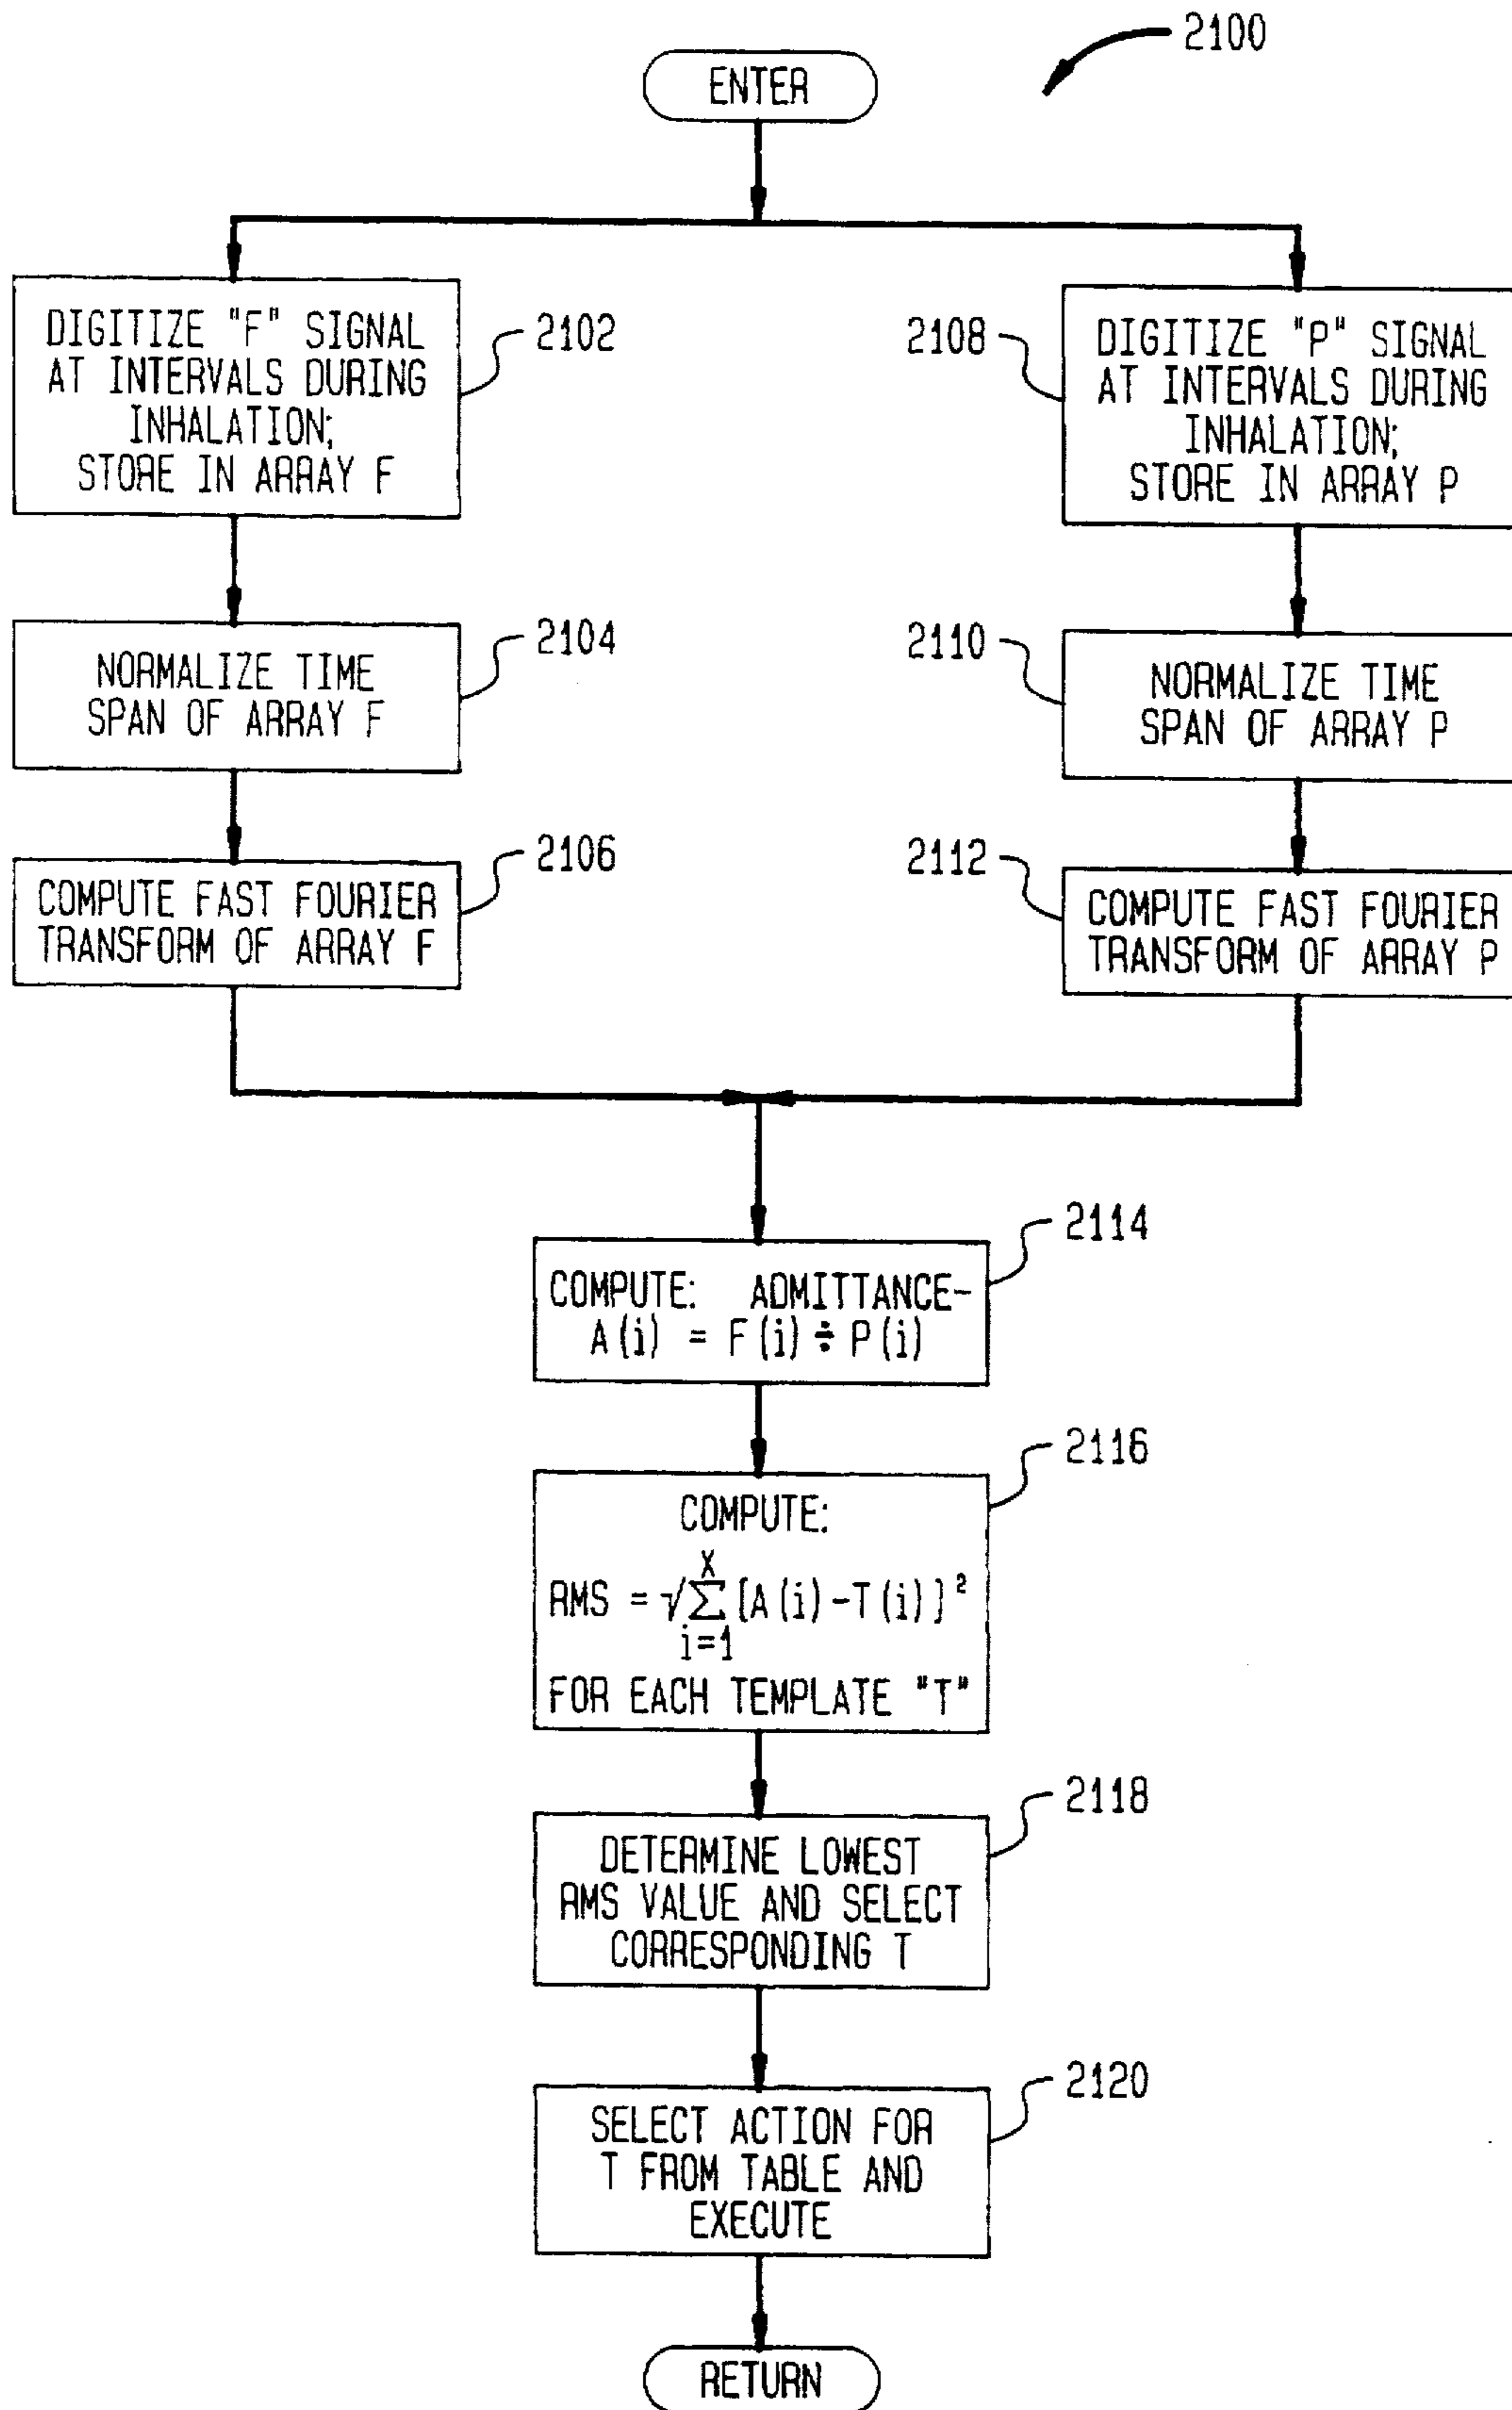 2100
ENTER
DIGITIZE "F" SIGNAL
AT INTERVALS DURING
INHALATION;
STORE IN ARRAY F
2102
2108
DIGITIZE "P" SIGNAL
AT INTERVALS DURING
INHALATION;
STORE IN ARRAY P
NORMALIZE TIME
SPAN OF ARRAY F
2104
2110
NORMALIZE TIME
SPAN OF ARRAY P
COMPUTE FAST FOURIER
TRANSFORM OF ARRAY F
2106
2112
COMPUTE FAST FOURIER
TRANSFORM OF ARRAY P
2114
COMPUTE: ADMITTANCE-
A(i) = F(i) ÷ P(i)
2116
COMPUTE:
RMS = √∑ X i=1 [A(i)-T(i)]²
FOR EACH TEMPLATE "T"
2118
DETERMINE LOWEST
RMS VALUE AND SELECT
CORRESPONDING T
2120
SELECT ACTION FOR
T FROM TABLE AND
EXECUTE
RETURN